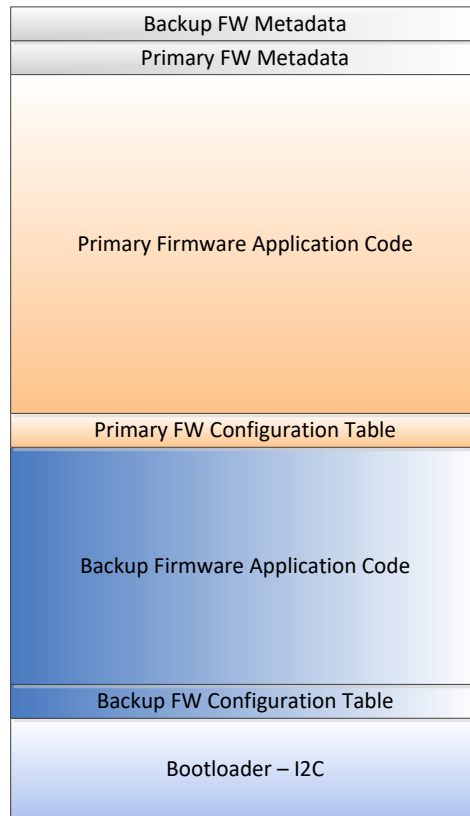 Backup FW Metadata
Primary FW Metadata
Primary Firmware Application Code
Primary FW Configuration Table
Backup Firmware Application Code
Backup FW Configuration Table
Bootloader – I2C